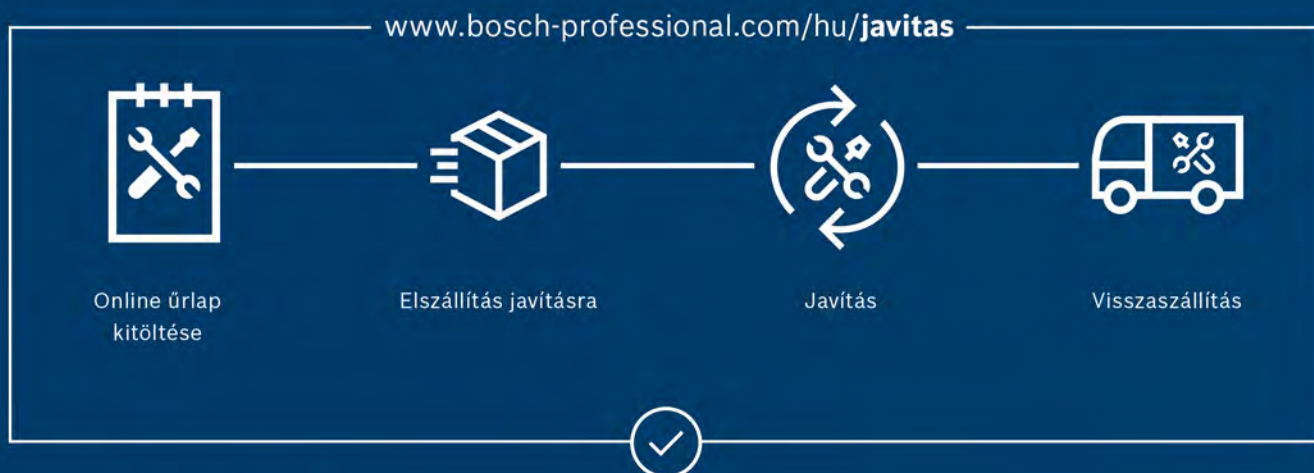 www.bosch-professional.com/hu/javitas
Online űrlap
kitöltése
Elszállítás javításra
Javítás
Visszaszállítás